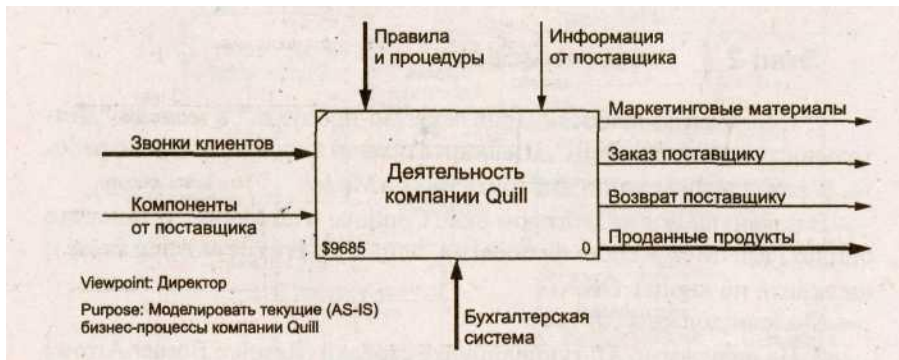 Правила
и процедуры
Информация
от поставщика
Маркетинговые материалы
Звонки клиентов
Заказ поставщику
Деятельность
компании Quill
Компоненты
от поставщика
Возврат поставщику
Проданные продукты
$9685
0
Viewpoint: Директор
Purpose: Моделировать текущие (AS-IS)
бизнес-процессы компании Quill
Бухгалтерская
система